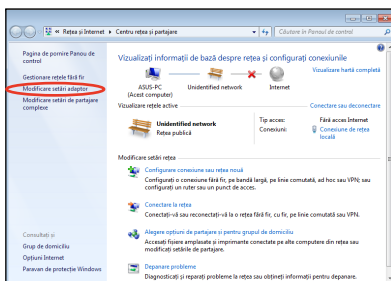 « Rețea și Internet ▸ Centru rețea și partajare
Căutare în Panoul de control
Pagina de pornire Panou de control
Gestionare rețele fără fir
Modificare setări adaptor
Modificare setări de partajare complexe
Vizualizați informații de bază despre rețea și configurați conexiunile
Vizualizare hartă completă
ASUS-PC
(Acest computer)
Unidentified network
Internet
Vizualizare rețele active
Conectare sau deconectare
Unidentified network
Rețea publică
Tip acces: Fără acces Internet
Conexiuni: Conexiune de rețea locală
Modificare setări rețea
Configurare conexiune sau rețea nouă
Configurați o conexiune fără fir, pe bandă largă, pe linie comutată, ad hoc sau VPN; sau
configurați un router sau un punct de acces.
Conectare la rețea
Conectați-vă sau reconectați-vă la o rețea fără fir, cu fir, pe linie comutată sau VPN.
Alegere opțiuni de partajare și pentru grupul de domiciliu
Accesați fișiere amplasate și imprimante conectate pe alte computere din rețea sau
modificați setările de partajare.
Depanare probleme
Diagnosticați și reparați probleme la rețea sau obțineți informații pentru depanare.
Consultați și
Grup de domiciliu
Opțiuni Internet
Paravan de protecție Windows